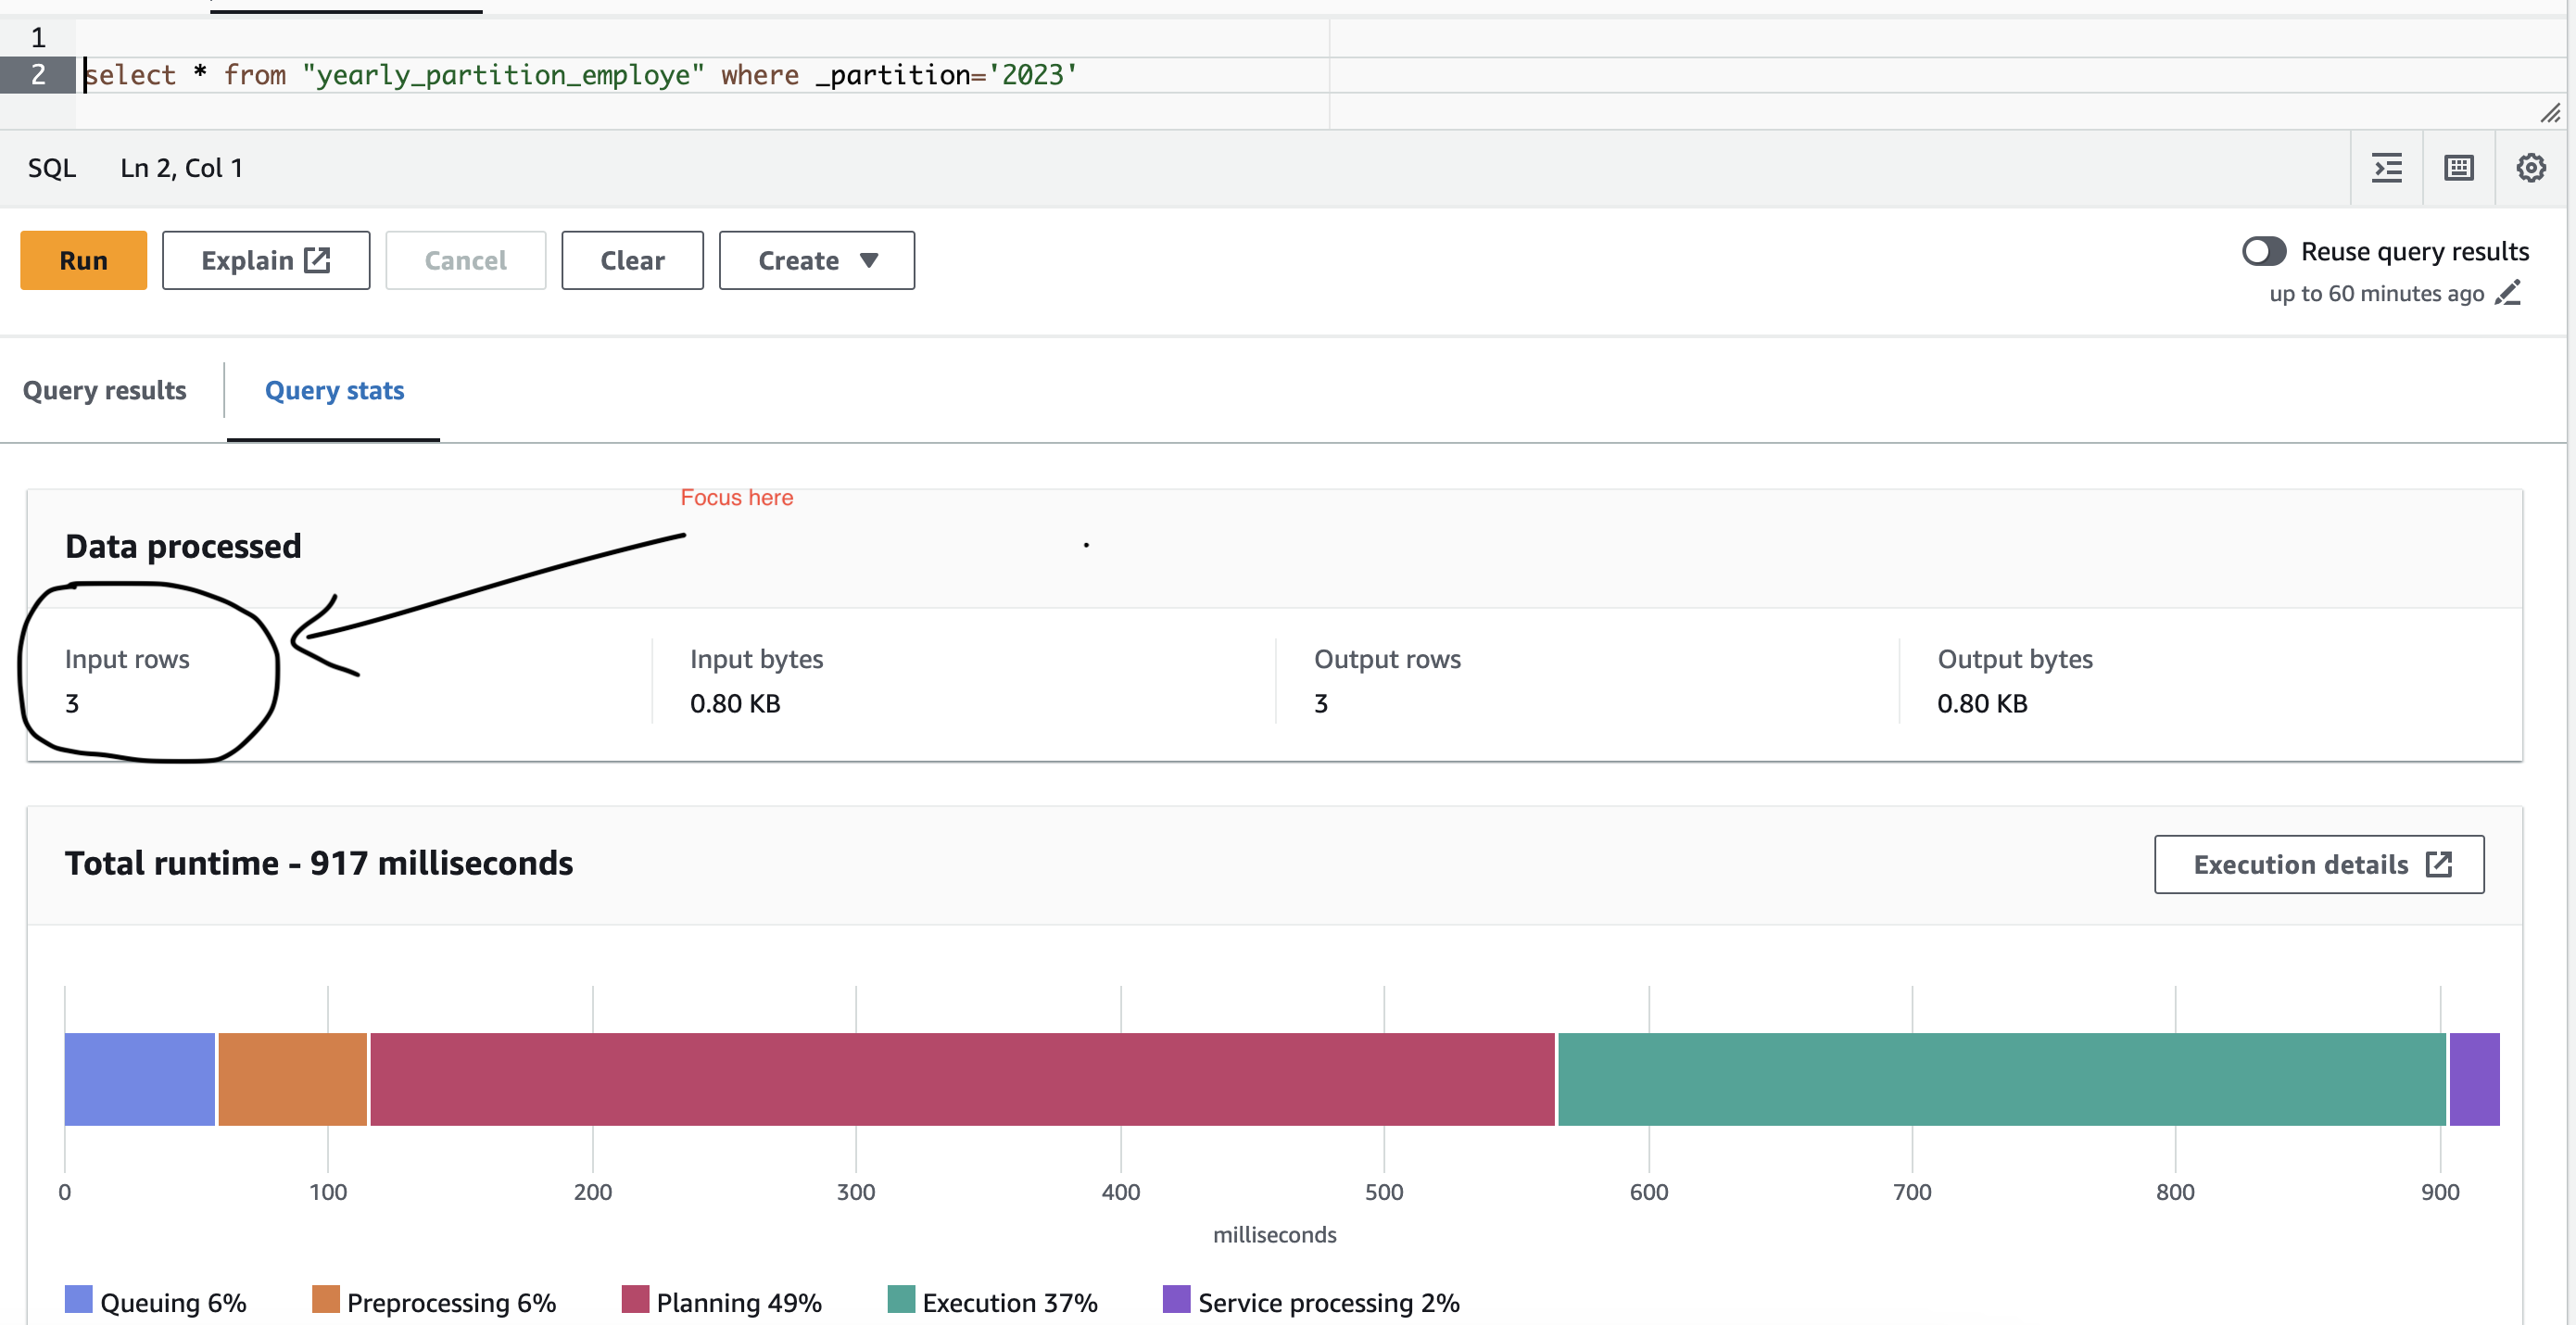 1
2 select * from "yearly_partition_employe" where _partition='2023'
SQL Ln 2, Col 1
Run Explain Cancel Clear Create Reuse query results
up to 60 minutes ago
Query results Query stats
Focus here
Data processed
Input rows Input bytes Output rows Output bytes
3 0.80 KB 3 0.80 KB
Total runtime - 917 milliseconds Execution details
0 100 200 300 400 500 600 700 800 900
milliseconds
Queuing 6% Preprocessing 6% Planning 49% Execution 37% Service processing 2%